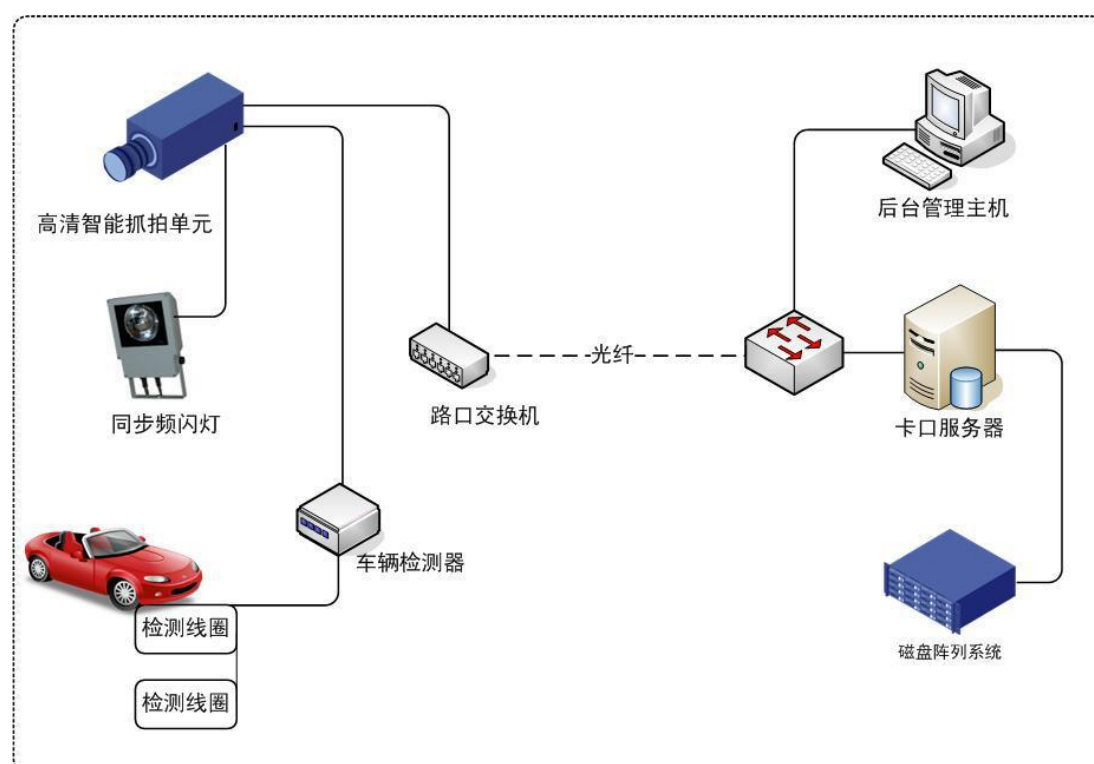 高清智能抓拍单元
后台管理主机
光纤
同步频闪灯
路口交换机
卡口服务器
车辆检测器
检测线圈
磁盘阵列系统
检测线圈